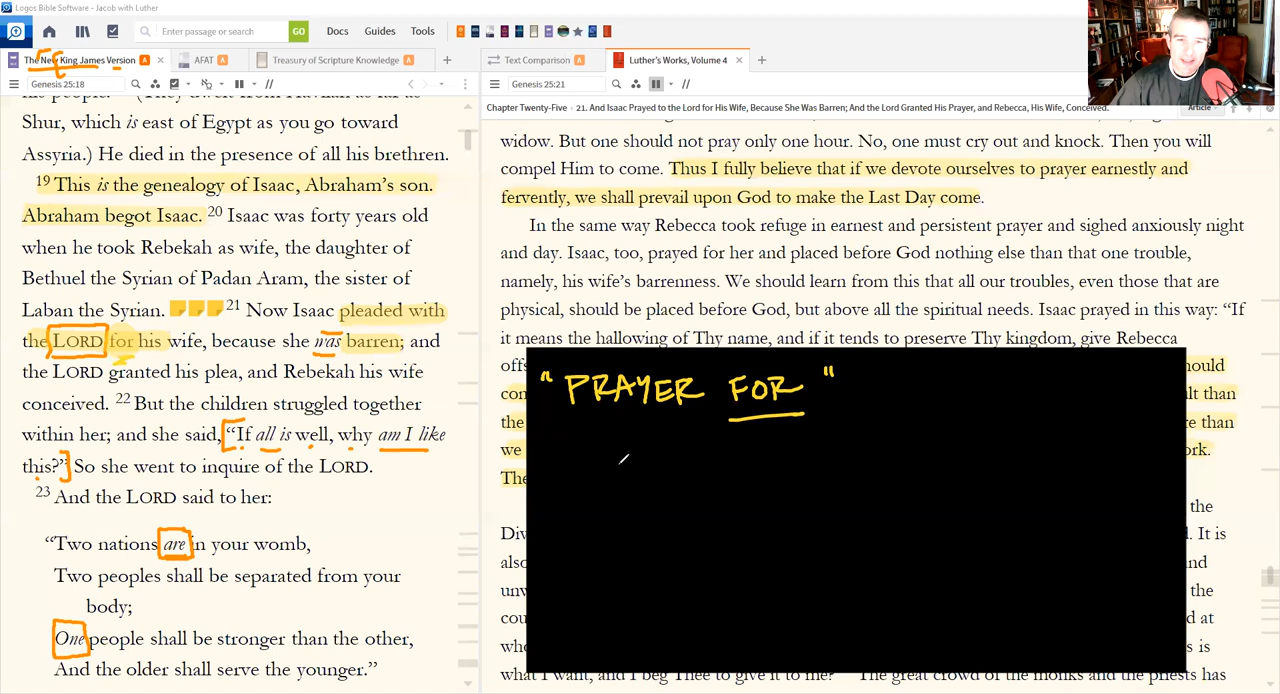 Logos Bible Software | Jacob with Luther
Enter passage or search GO Docs Guides Tools
The New King James Version A × AFAT A Treasury of Scripture Knowledge A +
Text Comparison A Luther's Works, Volume 4 × +
Genesis 25:18
Genesis 25:21
Chapter Twenty-Five • 21. And Isaac Prayed to the Lord for His Wife, Because She Was Barren; And the Lord Granted His Prayer, and Rebecca, His Wife, Conceived. Article
Shur, which is east of Egypt as you go toward
Assyria.) He died in the presence of all his brethren.
19 This is the genealogy of Isaac, Abraham's son.
Abraham begot Isaac. 20 Isaac was forty years old
when he took Rebekah as wife, the daughter of
Bethuel the Syrian of Padan Aram, the sister of
Laban the Syrian. 21 Now Isaac pleaded with
the LORD for his wife, because she was barren; and
the LORD granted his plea, and Rebekah his wife
conceived. 22 But the children struggled together
within her; and she said, "If all is well, why am I like
this?" So she went to inquire of the LORD.
23 And the LORD said to her:
"Two nations are in your womb,
Two peoples shall be separated from your
body;
One people shall be stronger than the other,
And the older shall serve the younger."
widow. But one should not pray only one hour. No, one must cry out and knock. Then you will
compel Him to come. Thus I fully believe that if we devote ourselves to prayer earnestly and
fervently, we shall prevail upon God to make the Last Day come.
In the same way Rebecca took refuge in earnest and persistent prayer and sighed anxiously night
and day. Isaac, too, prayed for her and placed before God nothing else than that one trouble,
namely, his wife's barrenness. We should learn from this that all our troubles, even those that are
physical, should be placed before God, but above all the spiritual needs. Isaac prayed in this way: "If
it means the hallowing of Thy name, and if it tends to preserve Thy kingdom, give Rebecca
"PRAYER FOR"
than
than
we
the
It is
also and
the
at
who is
what I want, and I beg Thee to give it to me?" The great crowd of the monks and the priests has